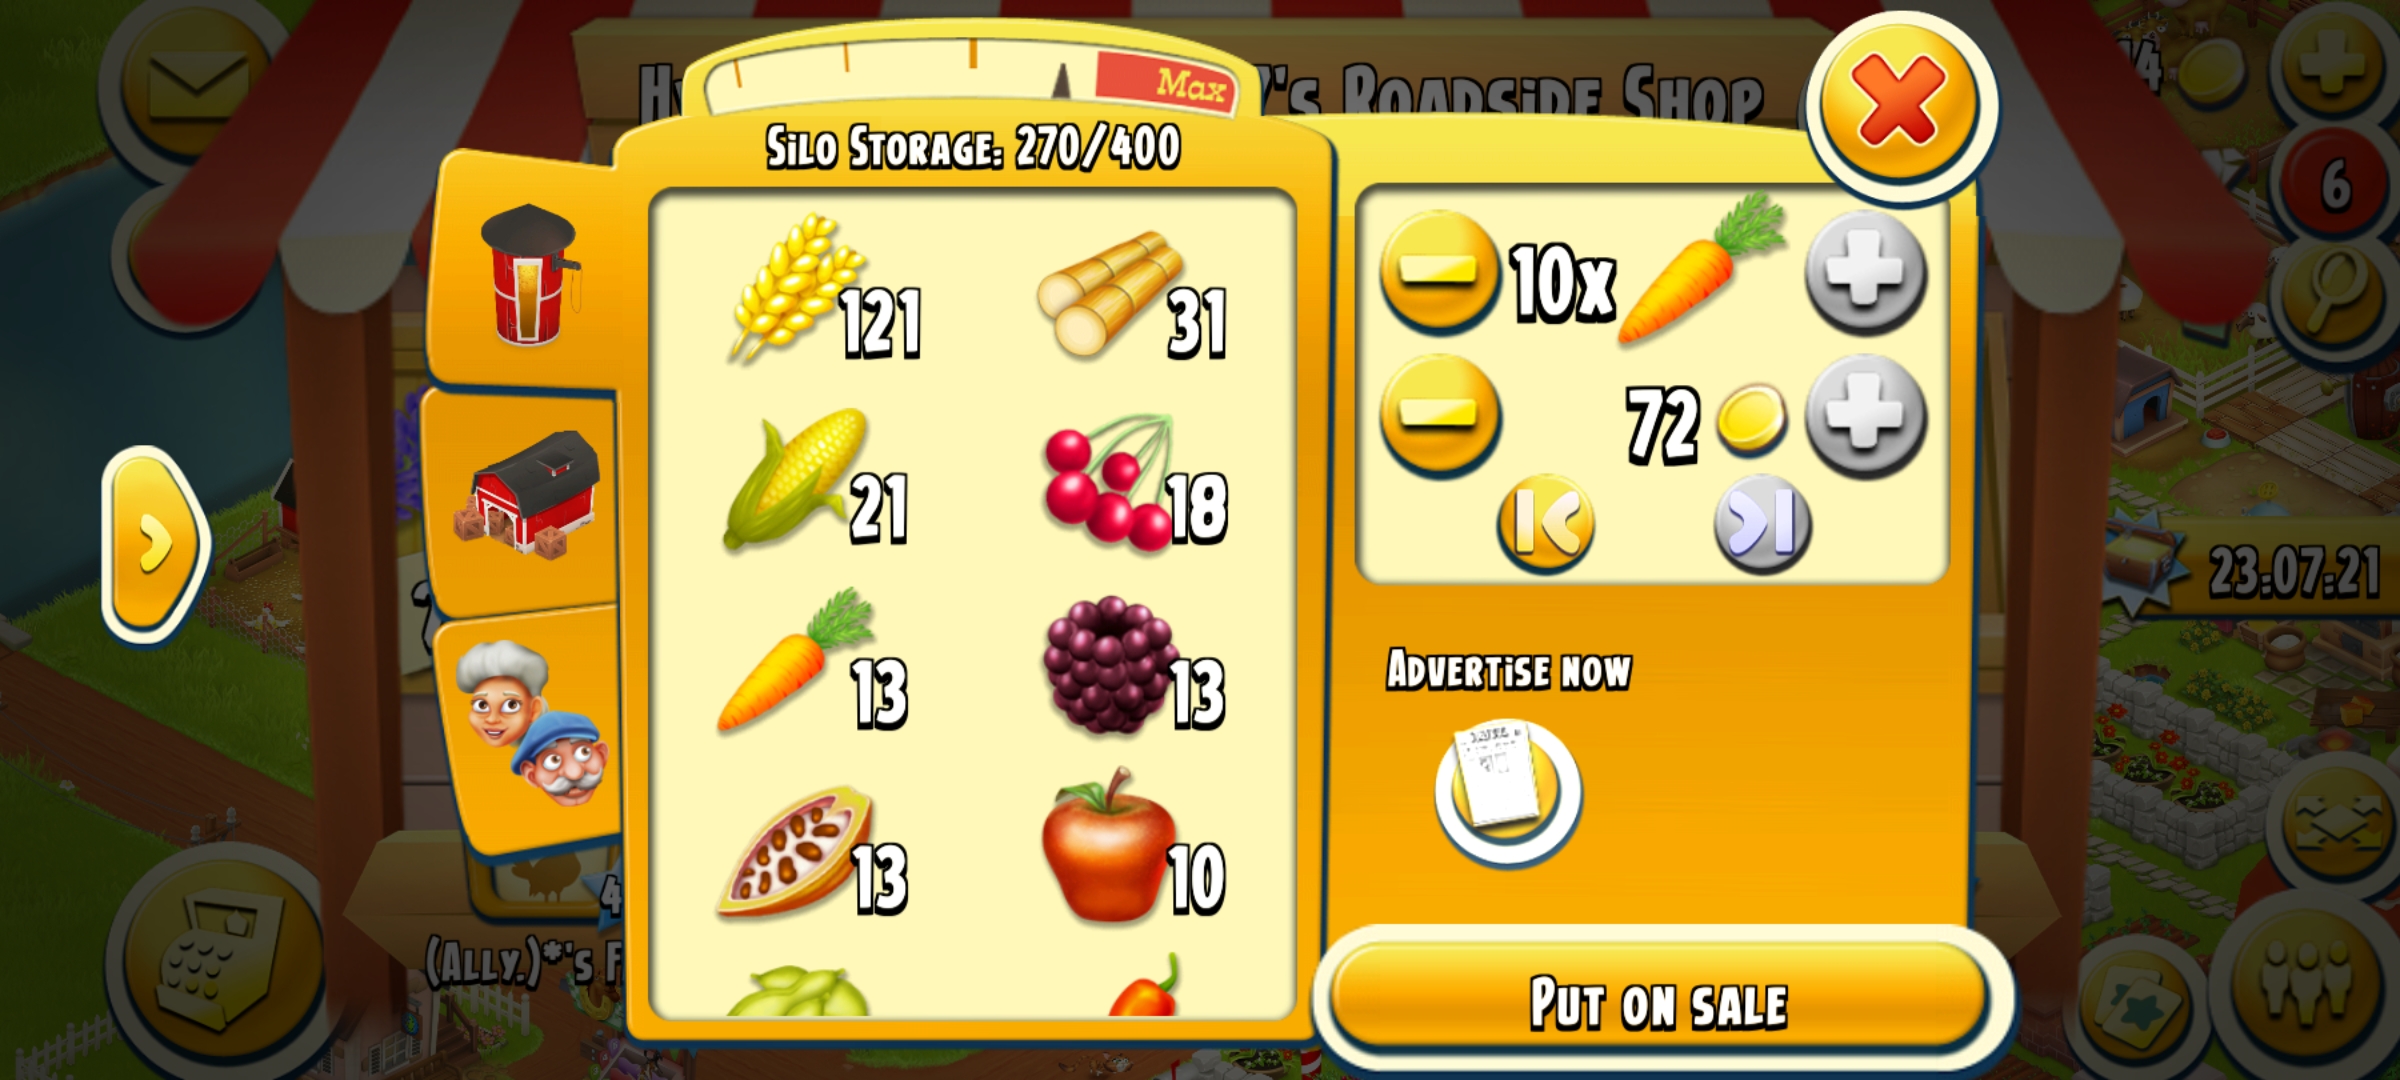 's Roadside Shop
Max
Silo Storage: 270/400
121
31
21
18
13
13
13
10
10x
72
6
23:07:21
Advertise now
(Ally.)*'s F
Put on sale